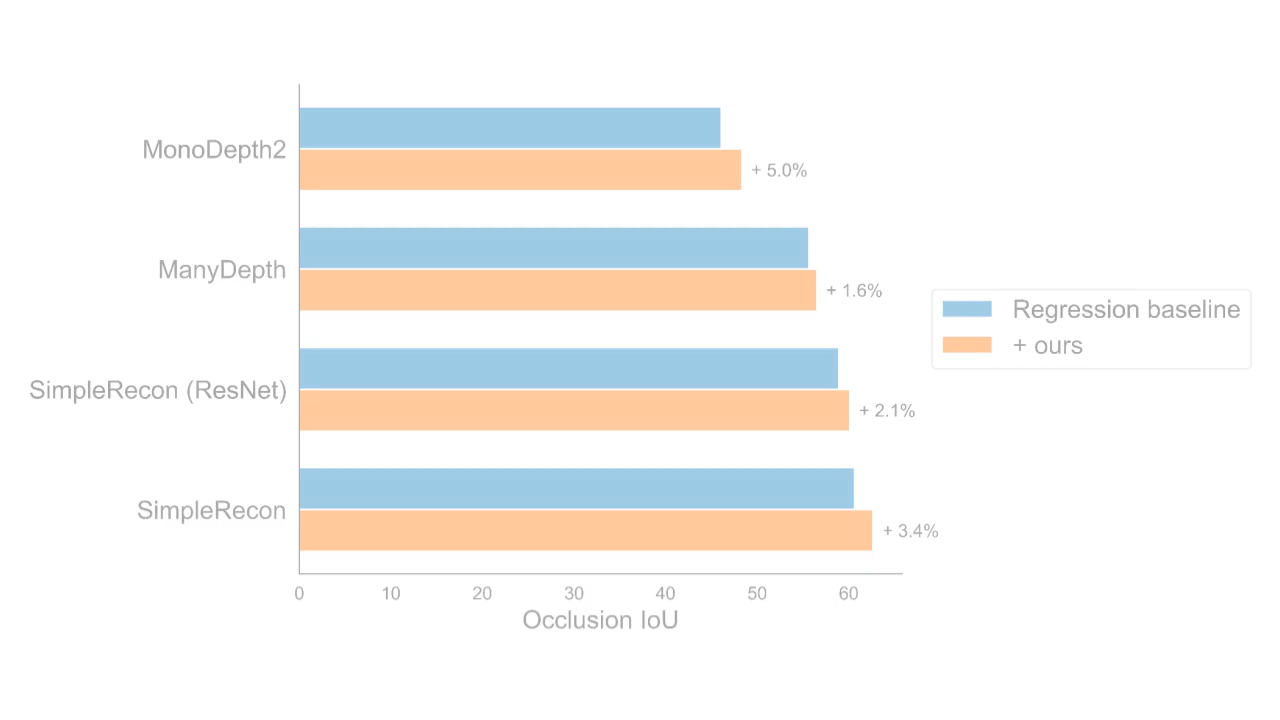 MonoDepth2
+ 5.0%
ManyDepth
+ 1.6%
SimpleRecon (ResNet)
+ 2.1%
SimpleRecon
+ 3.4%
Regression baseline
+ ours
0 10 20 30 40 50 60
Occlusion IoU